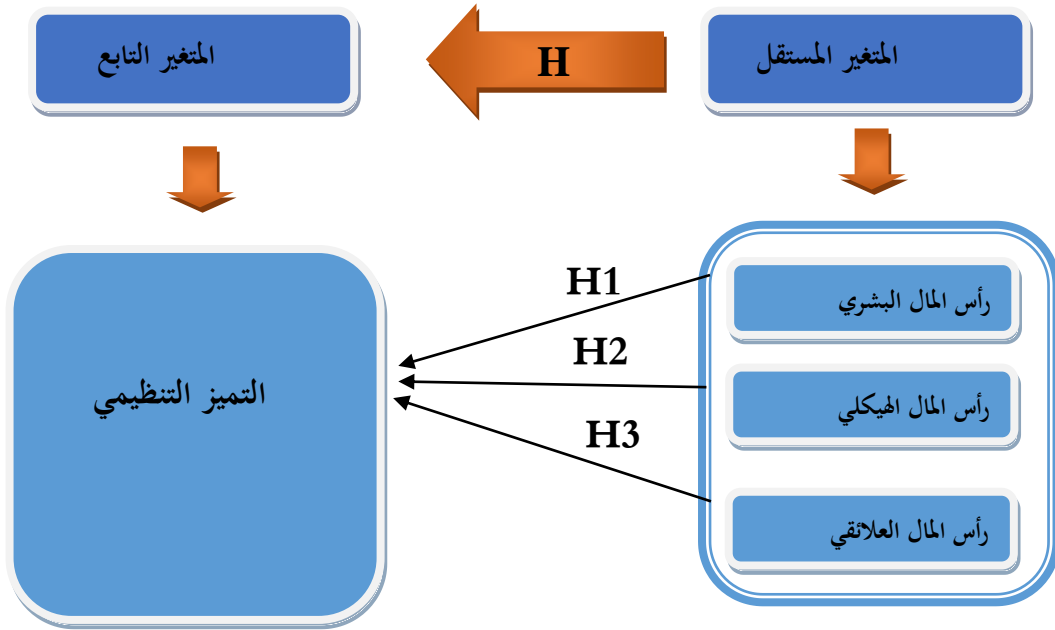 المتغير المستقل
H
المتغير التابع
H1
رأس المال البشري
H2
التميز التنظيمي
رأس المال الهيكلي
H3
رأس المال العلائقي